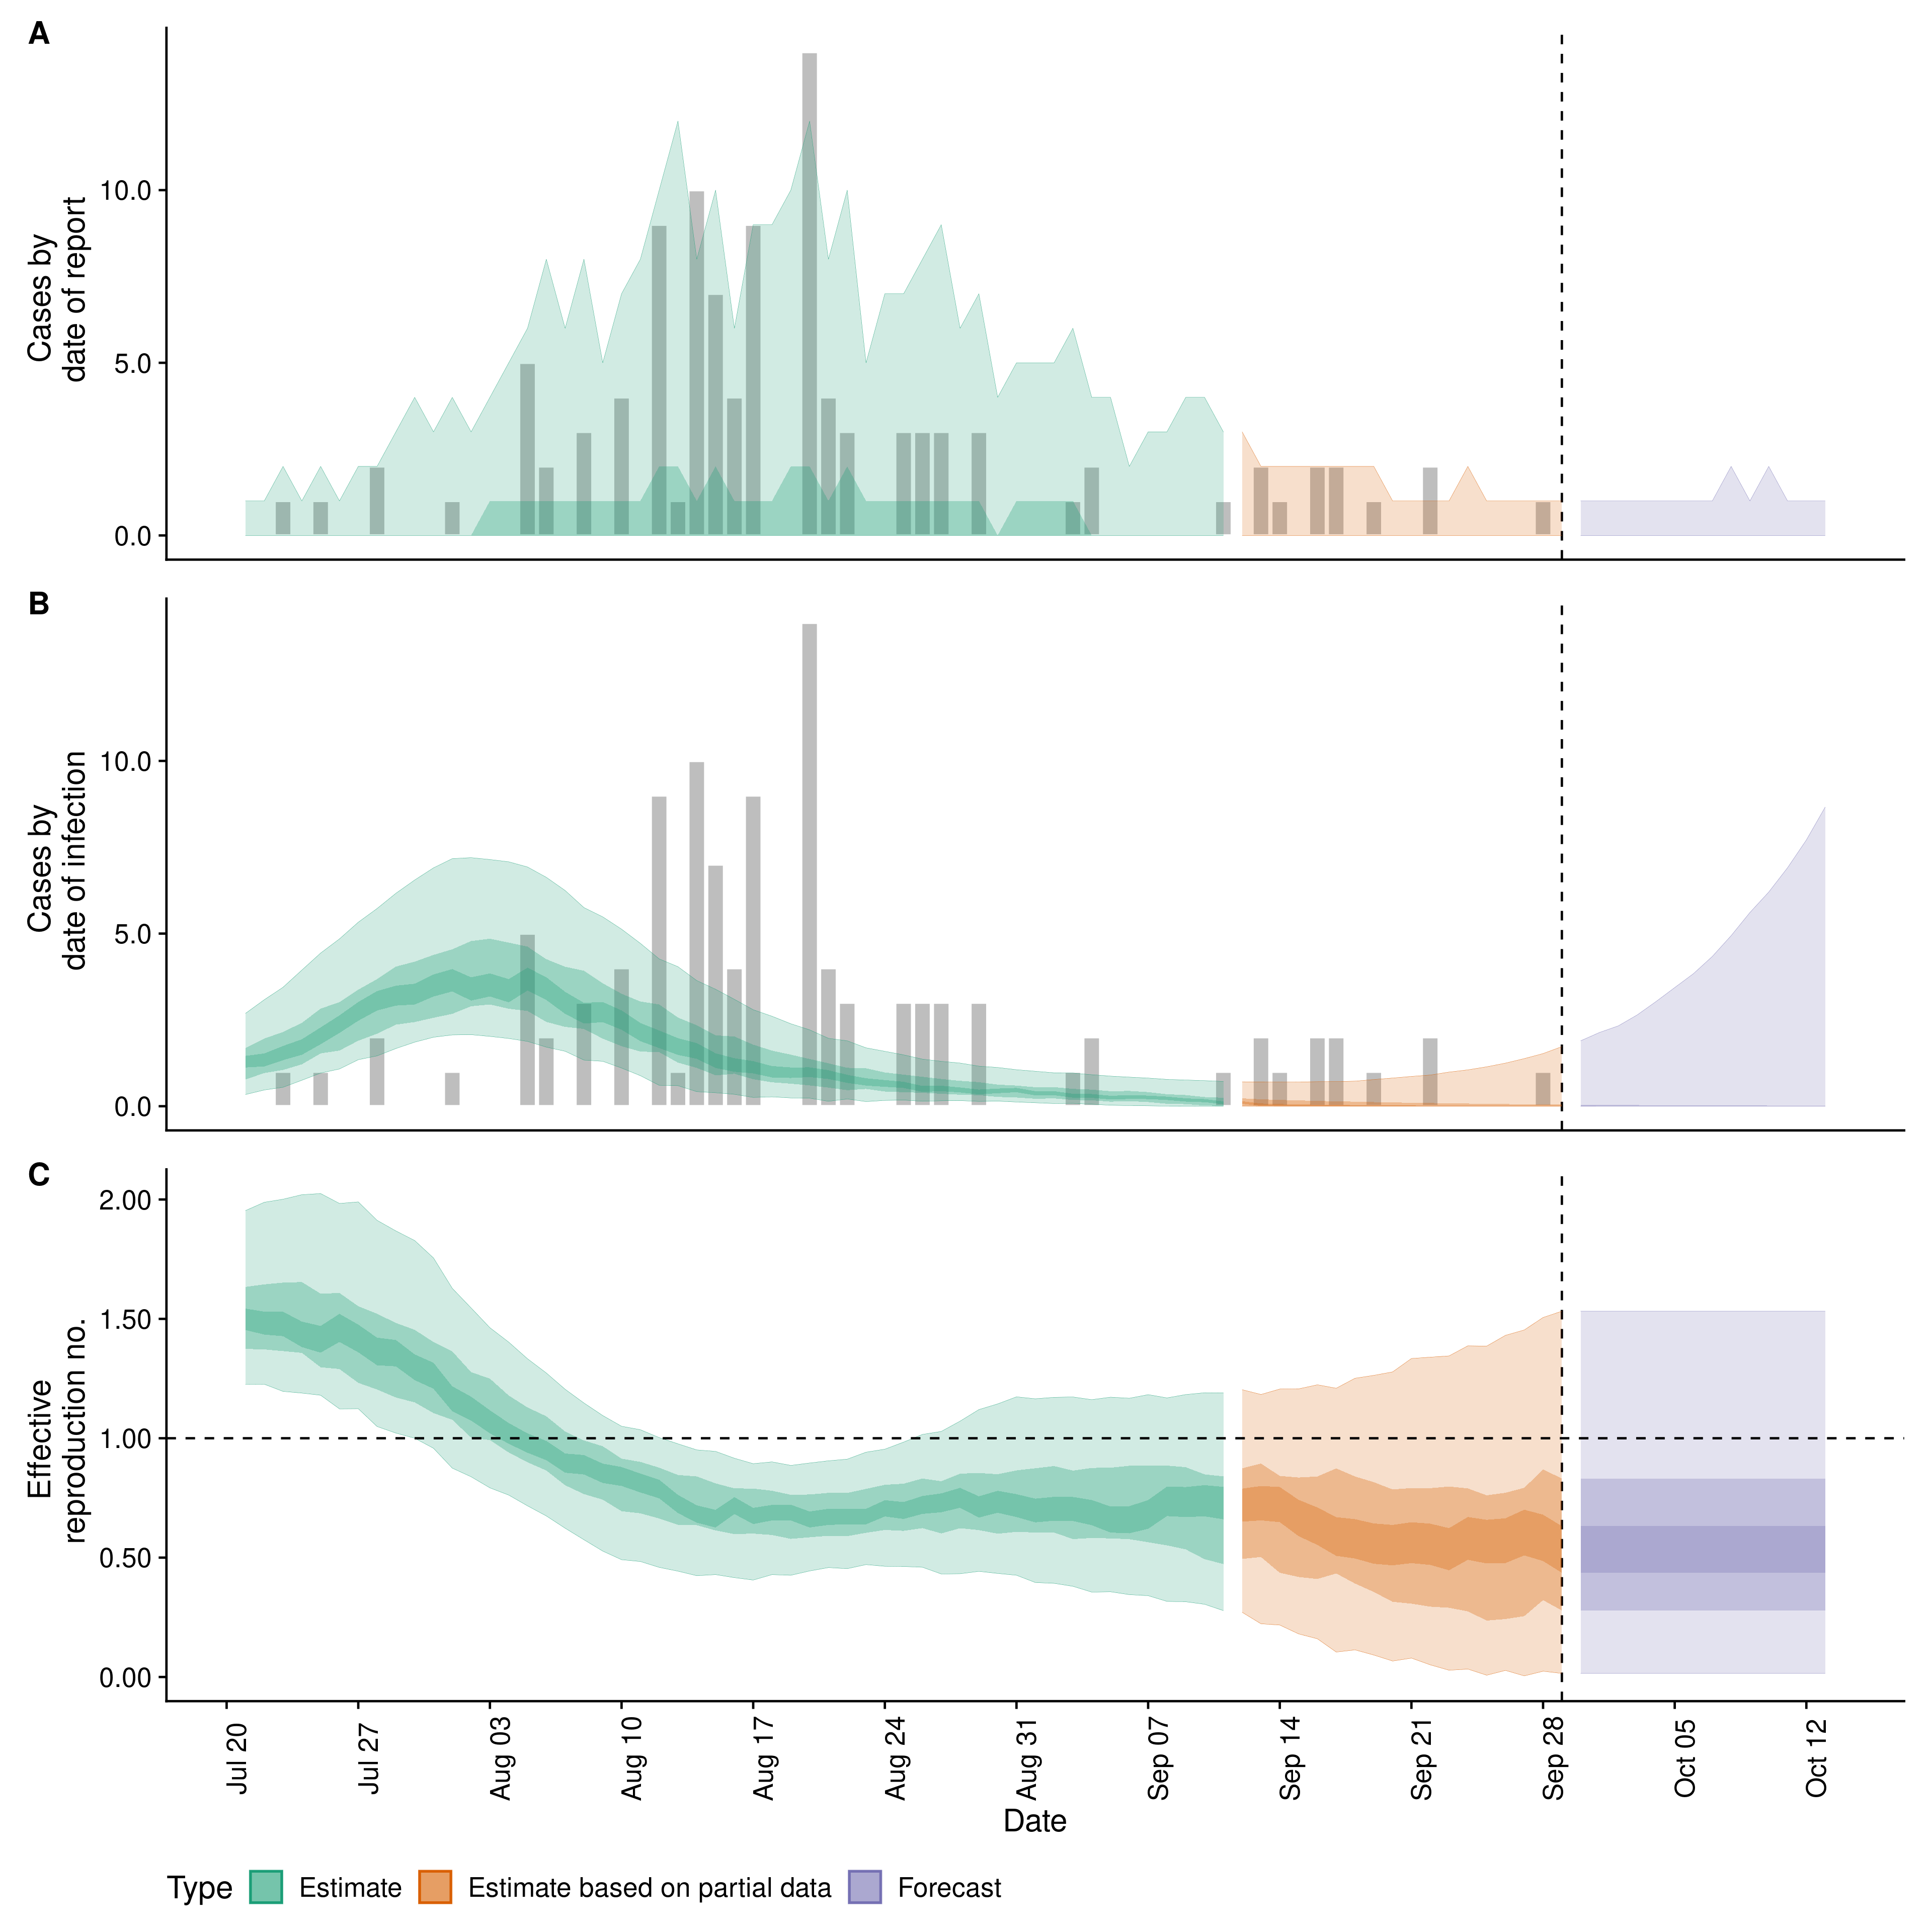 A
Cases by
date of report
10.0
5.0
0.0
B
Cases by
date of infection
10.0
5.0
0.0
C
Effective
reproduction no.
2.00
1.50
1.00
0.50
0.00
Jul 20
Jul 27
Aug 03
Aug 10
Aug 17
Aug 24
Aug 31
Sep 07
Sep 14
Sep 21
Sep 28
Oct 05
Oct 12
Date
Type Estimate Estimate based on partial data Forecast